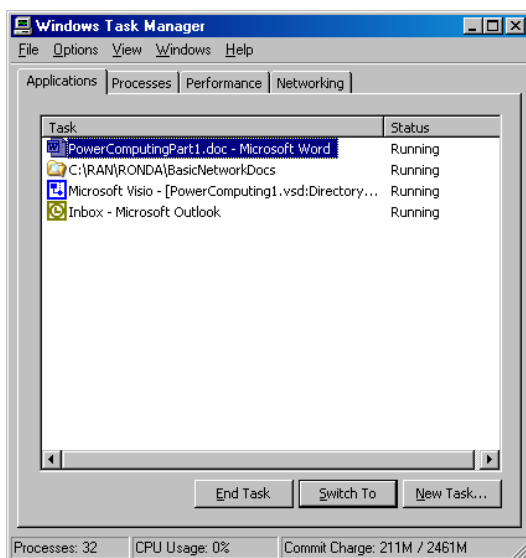 Windows Task Manager
File Options View Windows Help
Applications Processes Performance Networking
Task Status
PowerComputingPart1.doc - Microsoft Word Running
C:\RAN\RONDA\BasicNetworkDocs Running
Microsoft Visio - [PowerComputing1.vsd:Directory... Running
Inbox - Microsoft Outlook Running
End Task Switch To New Task...
Processes: 32 CPU Usage: 0% Commit Charge: 211M / 2461M